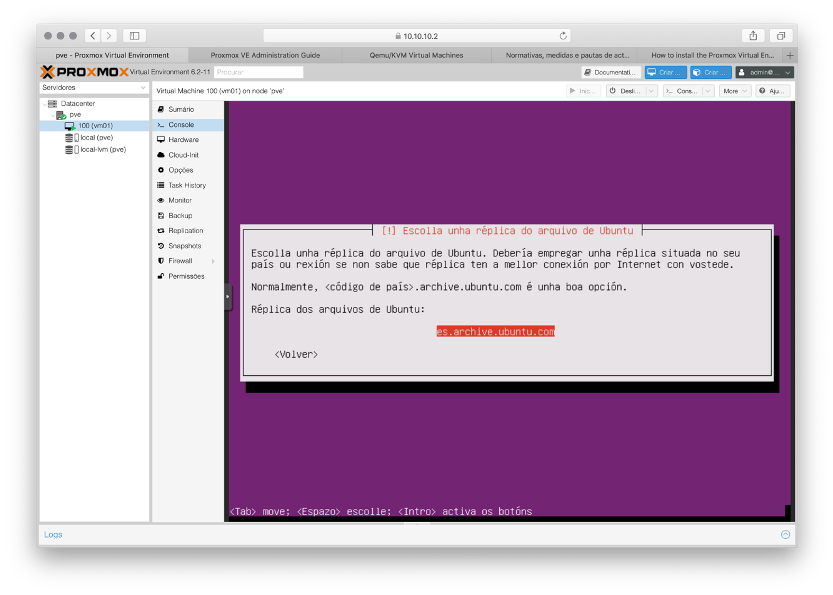 10.10.10.2
pve - Proxmox Virtual Environment
Proxmox VE Administration Guide
Qemu/KVM Virtual Machines
Normativas, medidas e pautas de act...
How to install the Proxmox Virtual En...
PROXMOX Virtual Environment 6.2-11
Procurar
Documentati...
Criar ...
Criar ...
admin@...
Servidores
Virtual Machine 100 (vm01) on node 'pve'
Inic...
Desli...
Cons...
More
Aju...
Datacenter
pve
100 (vm01)
local (pve)
local-lvm (pve)
Sumário
Console
Hardware
Cloud-Init
Opções
Task History
Monitor
Backup
Replication
Snapshots
Firewall
Permissões
[!] Escolla unha réplica do arquivo de Ubuntu
Escolla unha réplica do arquivo de Ubuntu. Debería empregar unha réplica situada no seu
país ou rexión se non sabe que réplica ten a mellor conexión por Internet con vostede.
Normalmente, <código de país>.archive.ubuntu.com é unha boa opción.
Réplica dos arquivos de Ubuntu:
es.archive.ubuntu.com
<Volver>
<Tab> move; <Espazo> escolle; <Intro> activa os botóns
Logs